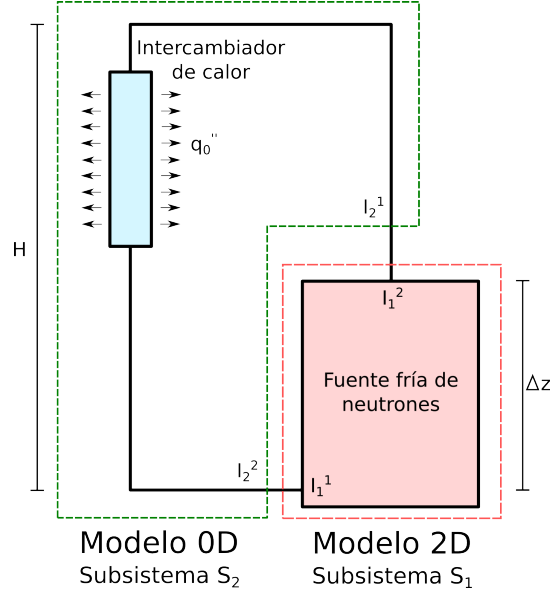 Intercambiador
de calor
q₀''
H
I₂¹
I₁²
Fuente fría de
neutrones
Δz
I₂²
I₁¹
Modelo 0D
Subsistema S₂
Modelo 2D
Subsistema S₁